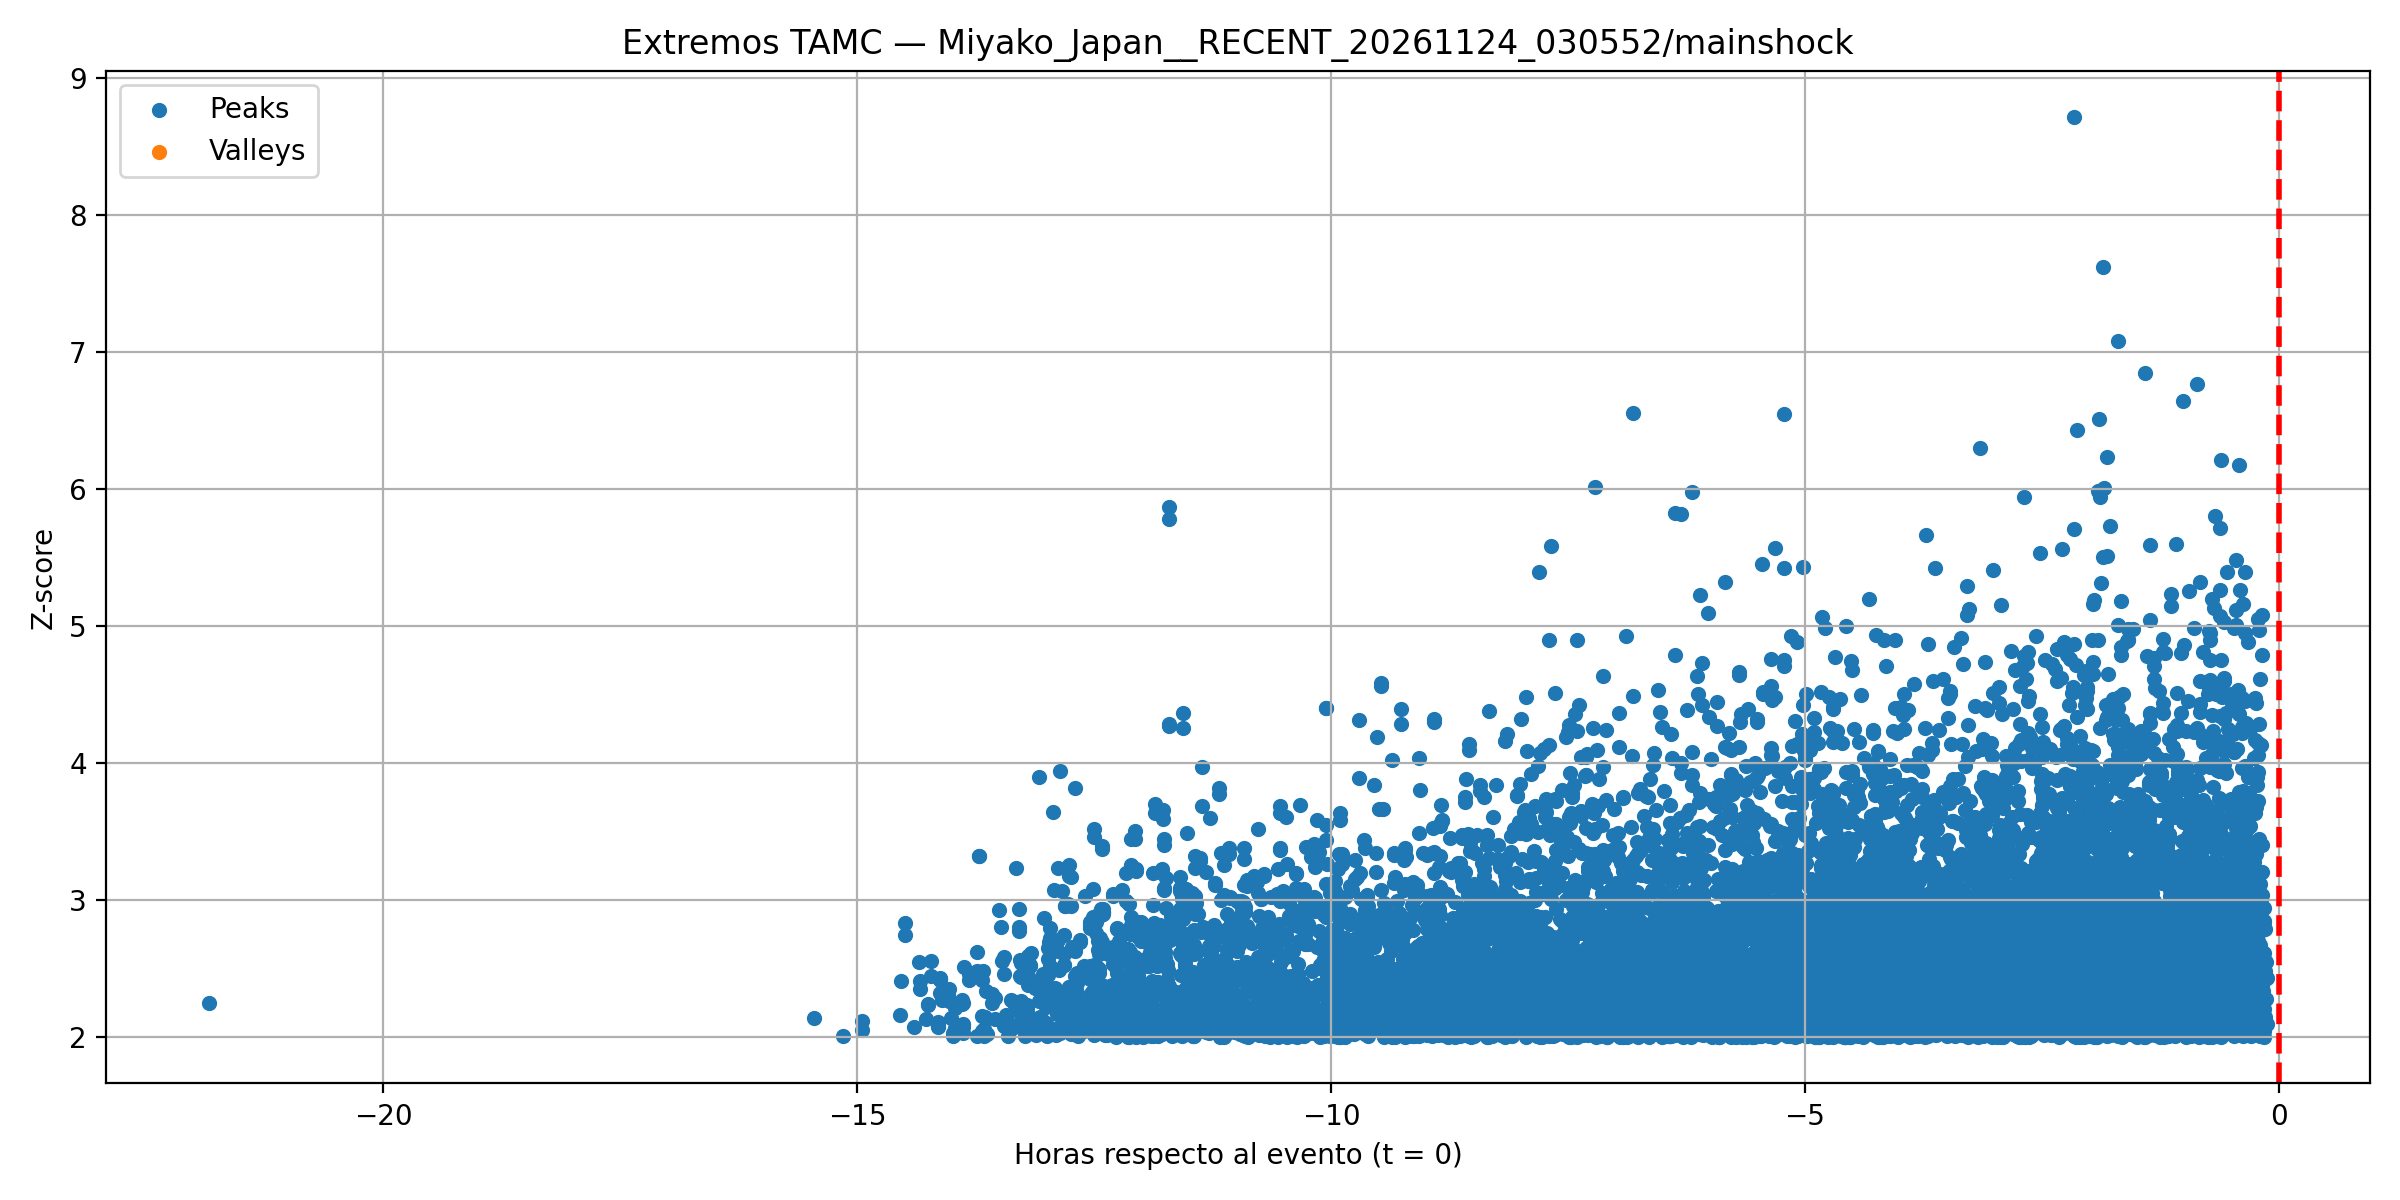 Extremos TAMC — Miyako_Japan__RECENT_20261124_030552/mainshock
Peaks
Valleys
9
8
7
6
5
4
3
2
Z-score
−20
−15
−10
−5
0
Horas respecto al evento (t = 0)